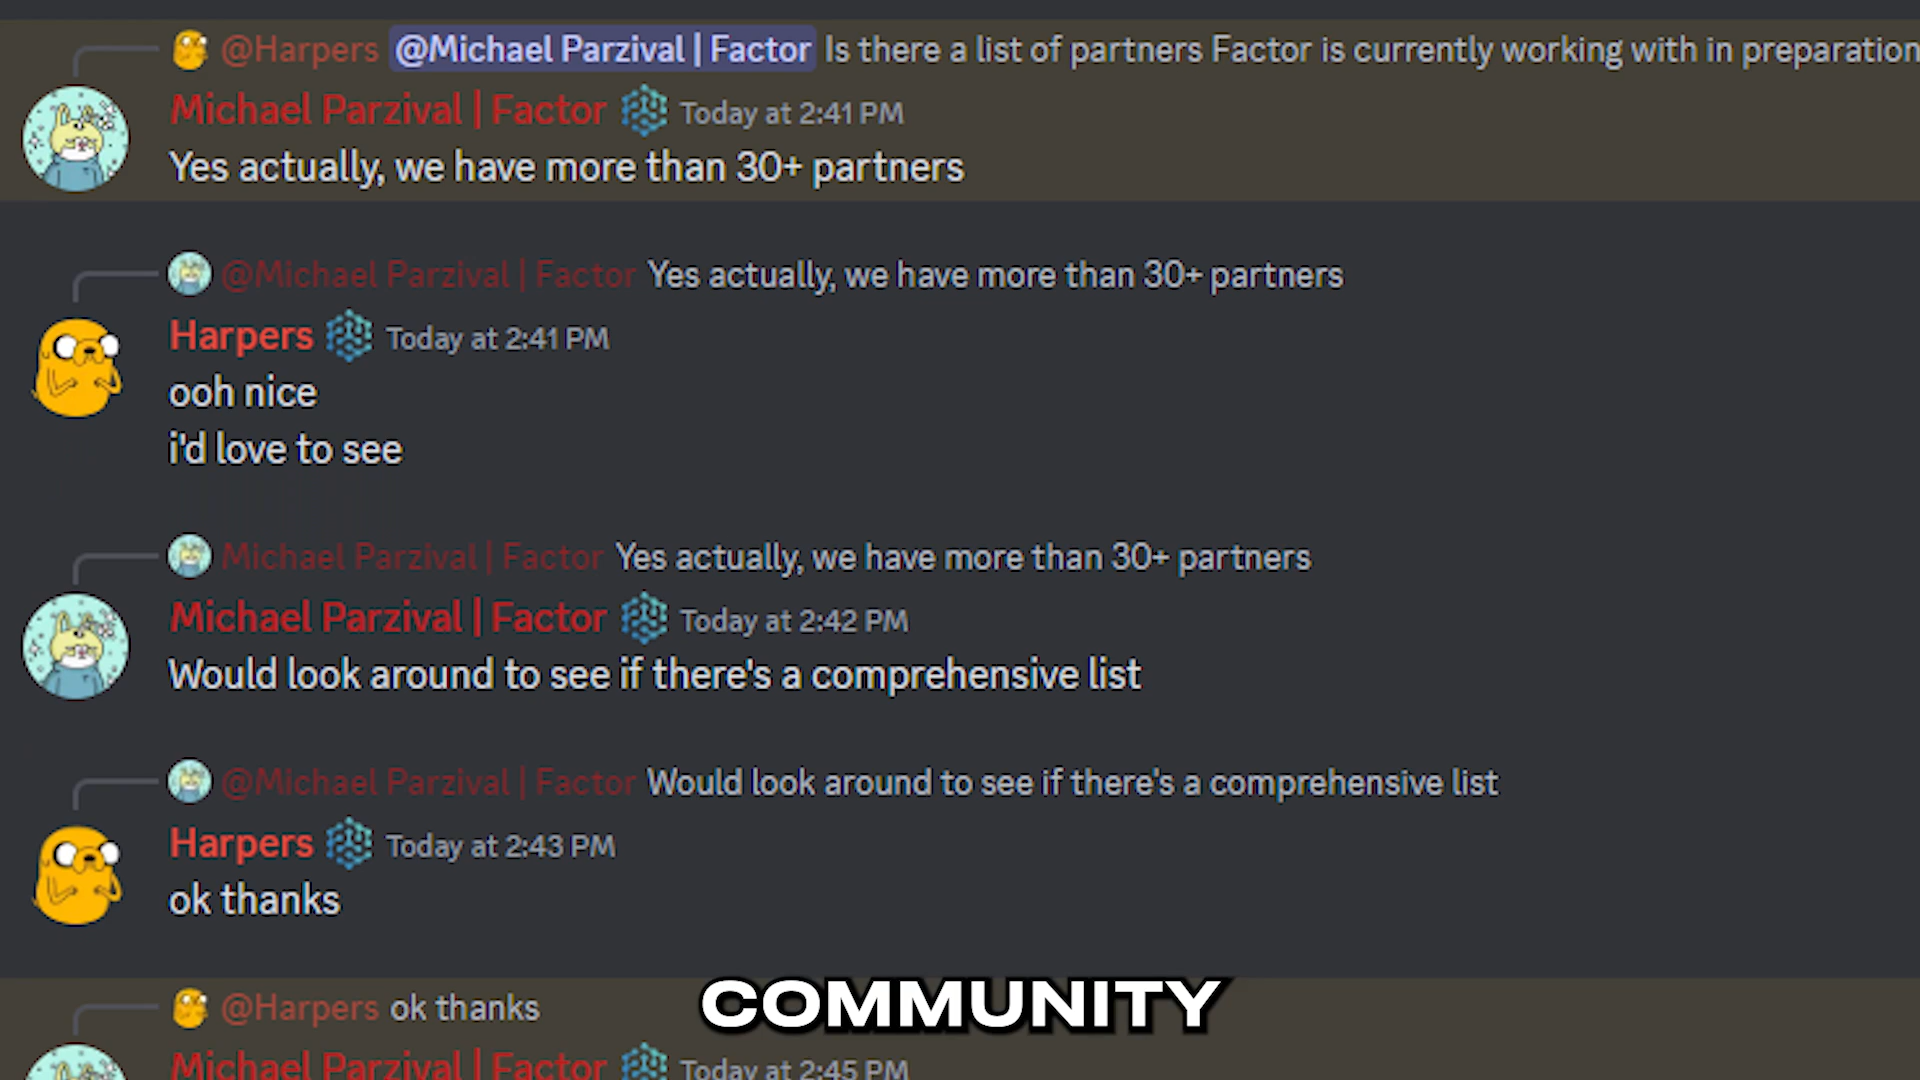 @Harpers @Michael Parzival | Factor Is there a list of partners Factor is currently working with in preparation
Michael Parzival | Factor Today at 2:41 PM
Yes actually, we have more than 30+ partners
@Michael Parzival | Factor Yes actually, we have more than 30+ partners
Harpers Today at 2:41 PM
ooh nice
i'd love to see
Michael Parzival | Factor Yes actually, we have more than 30+ partners
Michael Parzival | Factor Today at 2:42 PM
Would look around to see if there's a comprehensive list
@Michael Parzival | Factor Would look around to see if there's a comprehensive list
Harpers Today at 2:43 PM
ok thanks
@Harpers ok thanks
COMMUNITY
Michael Parzival | Factor Today at 2:45 PM